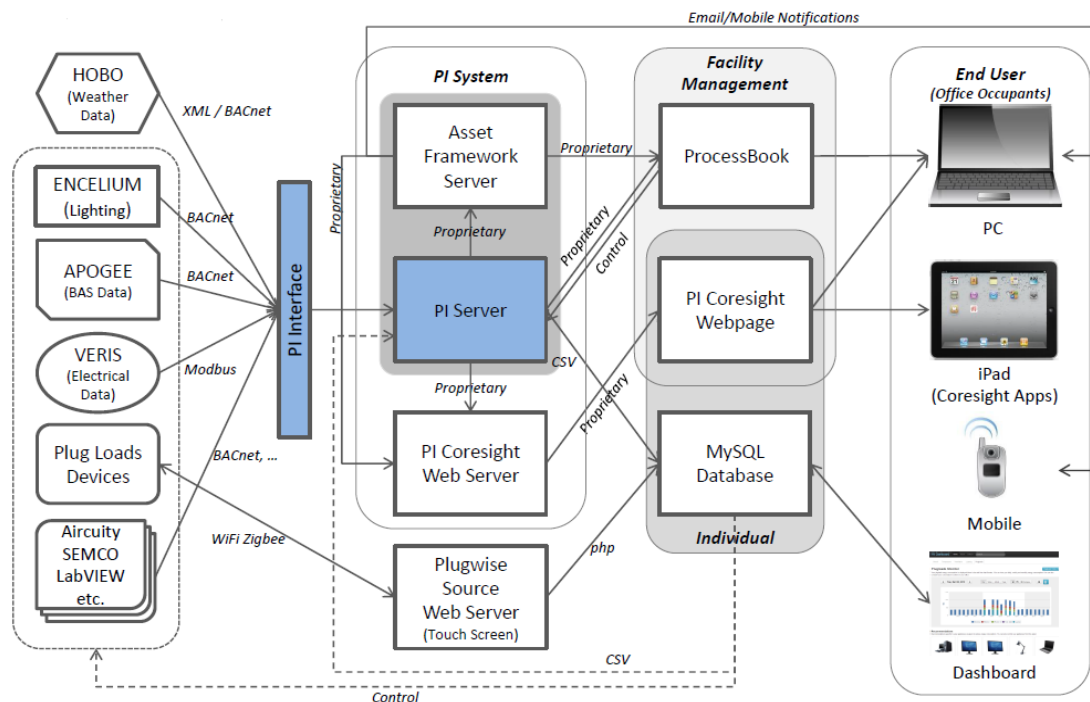 Email/Mobile Notifications
HOBO
(Weather
Data)
XML / BACnet
ENCELIUM
(Lighting)
BACnet
APOGEE
(BAS Data)
BACnet
VERIS
(Electrical
Data)
Modbus
Plug Loads
Devices
BACnet, ...
Aircuity
SEMCO
LabVIEW
etc.
WiFi Zigbee
PI Interface
PI System
Asset
Framework
Server
Proprietary
Proprietary
Proprietary
PI Server
Proprietary
PI Coresight
Web Server
Plugwise
Source
Web Server
(Touch Screen)
Proprietary
Control
CSV
Proprietary
php
CSV
Control
Facility
Management
ProcessBook
PI Coresight
Webpage
MySQL
Database
Individual
End User
(Office Occupants)
PC
iPad
(Coresight Apps)
Mobile
Dashboard